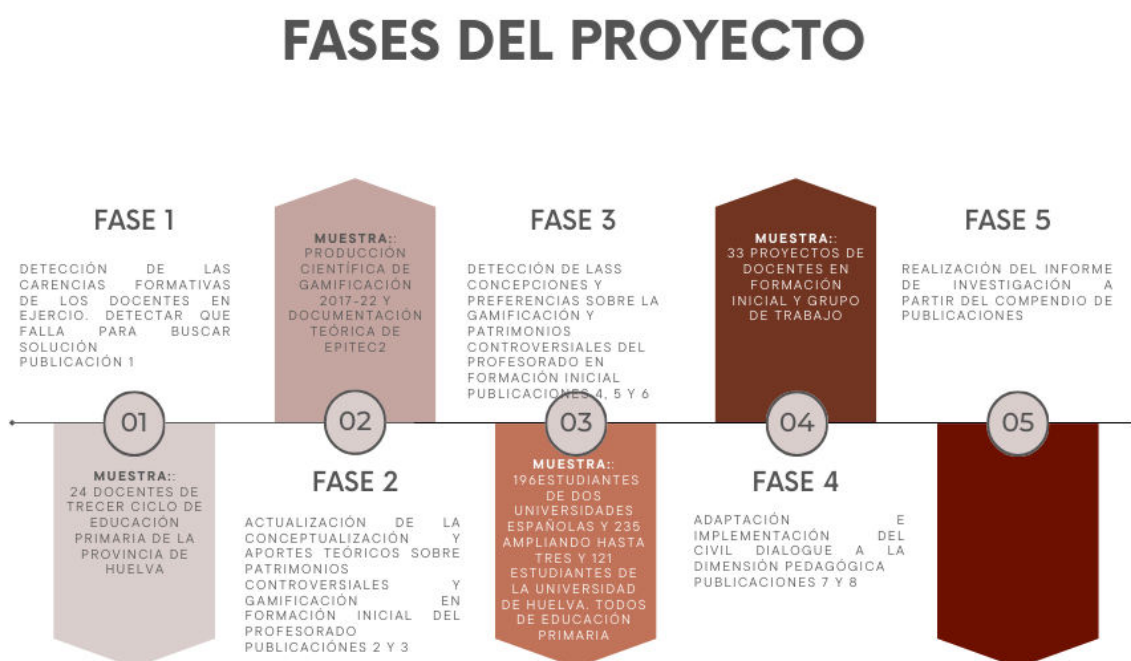 FASES DEL PROYECTO
FASE 1
DETECCIÓN DE LAS
CARENCIAS FORMATIVAS
DE LOS DOCENTES EN
EJERCIO. DETECTAR QUE
FALLA PARA BUSCAR
SOLUCIÓN
PUBLICACIÓN 1
01
MUESTRA::
24 DOCENTES DE
TRECER CICLO DE
EDUCACIÓN
PRIMARIA DE LA
PROVINCIA DE
HUELVA
MUESTRA::
PRODUCCIÓN
CIENTÍFICA DE
GAMIFICACIÓN
2017-22 Y
DOCUMENTACIÓN
TEÓRICA DE
EPITEC2
02
FASE 2
ACTUALIZACIÓN DE LA
CONCEPTUALIZACIÓN Y
APORTES TEÓRICOS SOBRE
PATRIMONIOS
CONTROVERSIALES Y
GAMIFICACIÓN EN
FORMACIÓN INICIAL DEL
PROFESORADO
PUBLICACIÓNES 2 Y 3
FASE 3
DETECCIÓN DE LASS
CONCEPCIONES Y
PREFERENCIAS SOBRE LA
GAMIFICACIÓN Y
PATRIMONIOS
CONTROVERSIALES DEL
PROFESORADO EN
FORMACIÓN INICIAL
PUBLICACIONES 4, 5 Y 6
03
MUESTRA::
196ESTUDIANTES
DE DOS
UNIVERSIDADES
ESPAÑOLAS Y 235
AMPLIANDO HASTA
TRES Y 121
ESTUDIANTES DE
LA UNIVERSIDAD
DE HUELVA. TODOS
DE EDUCACIÓN
PRIMARIA
MUESTRA::
33 PROYECTOS DE
DOCENTES EN
FORMACIÓN
INICIAL Y GRUPO
DE TRABAJO
04
FASE 4
ADAPTACIÓN E
IMPLEMENTACIÓN DEL
CIVIL DIALOGUE A LA
DIMENSIÓN PEDAGÓGICA
PUBLICACIONES 7 Y 8
FASE 5
REALIZACIÓN DEL INFORME
DE INVESTIGACIÓN A
PARTIR DEL COMPENDIO DE
PUBLICACIONES
05